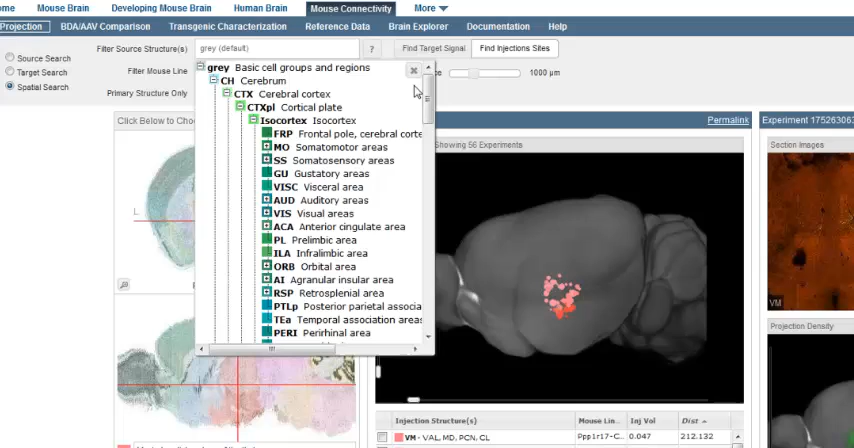 ome Mouse Brain Developing Mouse Brain Human Brain Mouse Connectivity More
Projection BDA/AAV Comparison Transgenic Characterization Reference Data Brain Explorer Documentation Help
Source Search
Target Search
Spatial Search
Filter Source Structure(s)
Filter Mouse Line
Primary Structure Only
grey (default)
?
Find Target Signal
Find Injections Sites
ce
1000 µm
grey Basic cell groups and regions
CH Cerebrum
CTX Cerebral cortex
CTXpl Cortical plate
Isocortex Isocortex
FRP Frontal pole, cerebral corte
MO Somatomotor areas
SS Somatosensory areas
GU Gustatory areas
VISC Visceral area
AUD Auditory areas
VIS Visual areas
ACA Anterior cingulate area
PL Prelimbic area
ILA Infralimbic area
ORB Orbital area
AI Agranular insular area
RSP Retrosplenial area
PTLp Posterior parietal associa
TEa Temporal association areas
PERI Perirhinal area
Click Below to Choo
L
Permalink
Showing 56 Experiments
Injection Structure(s) Mouse Lin... Inj Vol Dist
VM - VAL, MD, PCN, CL Ppp1r17-C... 0.047 212.132
Experiment 175263063
Section Images
VM
Projection Density